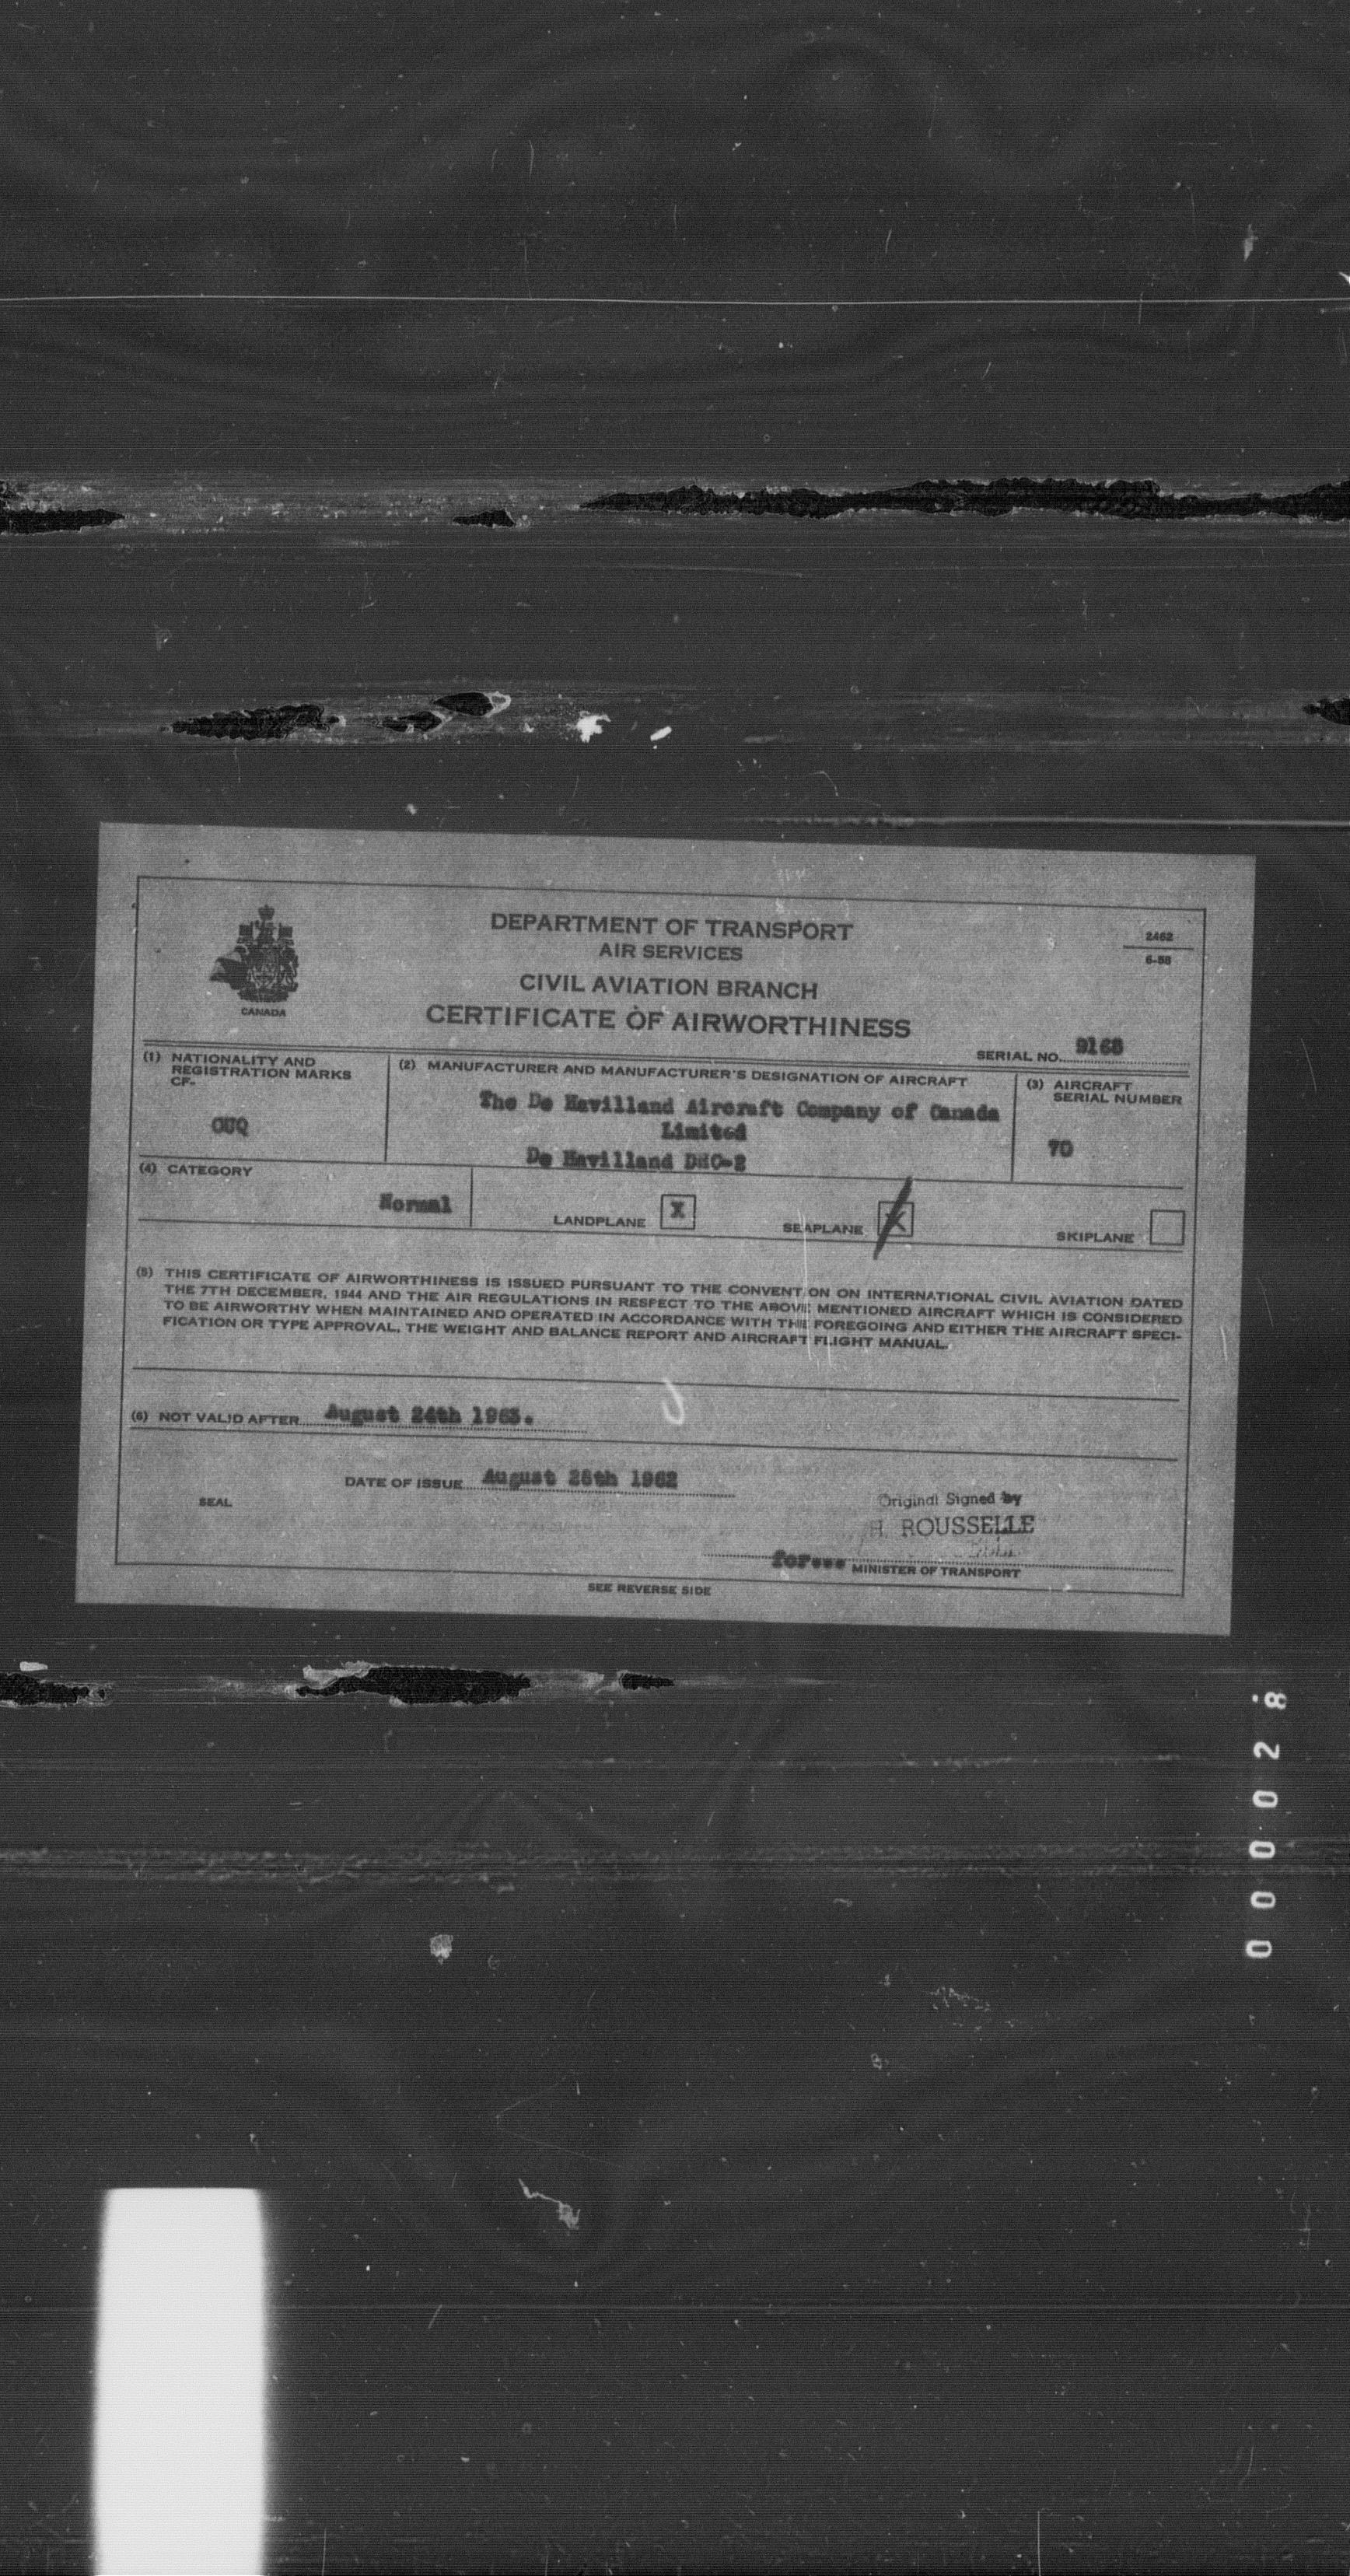 DEPARTMENT OF TRANSPORT
AIR SERVICES
CIVIL AVIATION BRANCH
CERTIFICATE OF AIRWORTHINESS
2462
6-58
CANADA
SERIAL NO. 9168
(1) NATIONALITY AND
REGISTRATION MARKS
CF-
OUQ
(2) MANUFACTURER AND MANUFACTURER'S DESIGNATION OF AIRCRAFT
The De Havilland Aircraft Company of Canada
Limited
De Havilland DHC-2
(3) AIRCRAFT
SERIAL NUMBER
70
(4) CATEGORY
Normal
LANDPLANE X
SEAPLANE X
SKIPLANE
(5) THIS CERTIFICATE OF AIRWORTHINESS IS ISSUED PURSUANT TO THE CONVENTION ON INTERNATIONAL CIVIL AVIATION DATED
THE 7TH DECEMBER, 1944 AND THE AIR REGULATIONS IN RESPECT TO THE ABOVE MENTIONED AIRCRAFT WHICH IS CONSIDERED
TO BE AIRWORTHY WHEN MAINTAINED AND OPERATED IN ACCORDANCE WITH THE FOREGOING AND EITHER THE AIRCRAFT SPECI-
FICATION OR TYPE APPROVAL, THE WEIGHT AND BALANCE REPORT AND AIRCRAFT FLIGHT MANUAL.
(6) NOT VALID AFTER August 24th 1963.
DATE OF ISSUE August 28th 1962
SEAL
Original Signed by
H. ROUSSELLE
for... MINISTER OF TRANSPORT
SEE REVERSE SIDE
000028